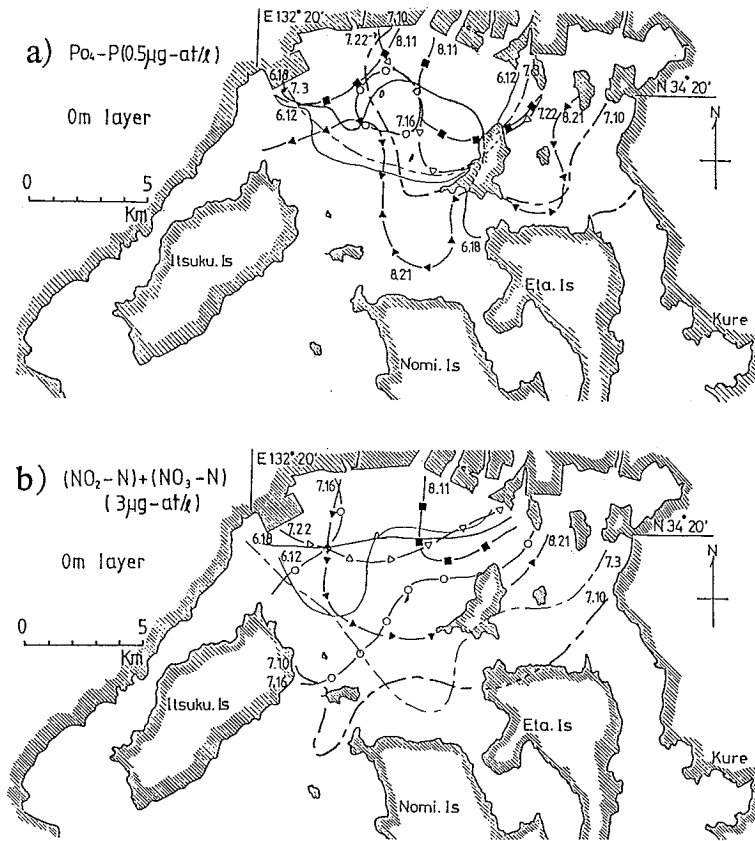 a) Po₄-P(0.5μg-at/ℓ)
0m layer
E 132° 20'
7.10
7.22
8.11
8.11
6.18
7.3
6.12
6.12
7.3
N 34° 20'
7.16
7.22
8.21
7.10
N
0 5
Km
6.18
8.21
Itsuku. Is
Eta. Is
Kure
Nomi. Is
b) (NO₂-N)+(NO₃-N)
(3μg-at/ℓ)
0m layer
E 132° 20'
7.16
8.11
7.22
6.18
6.12
N 34° 20'
8.21
7.3
N
7.10
0 5
Km
7.10
7.16
Itsuku. Is
Eta. Is
Kure
Nomi. Is